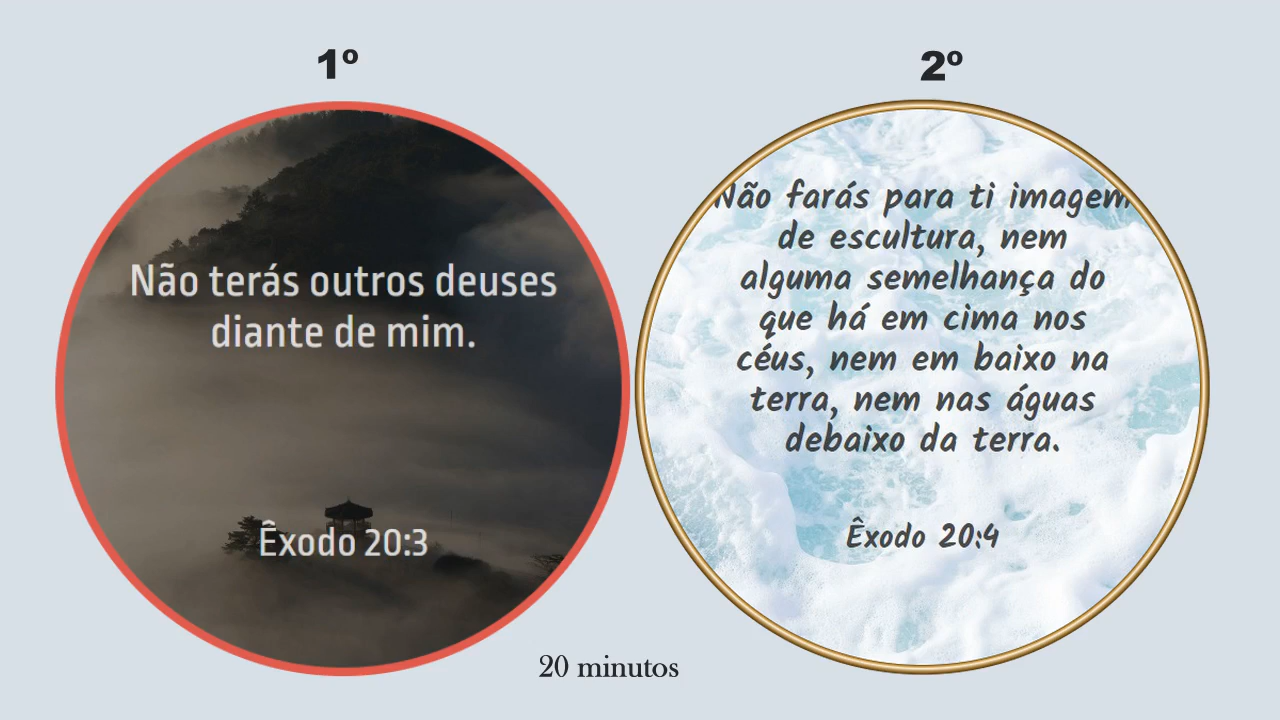 1º
Não terás outros deuses
diante de mim.
Êxodo 20:3
2º
Não farás para ti imagem
de escultura, nem
alguma semelhança do
que há em cima nos
céus, nem em baixo na
terra, nem nas águas
debaixo da terra.
Êxodo 20:4
20 minutos